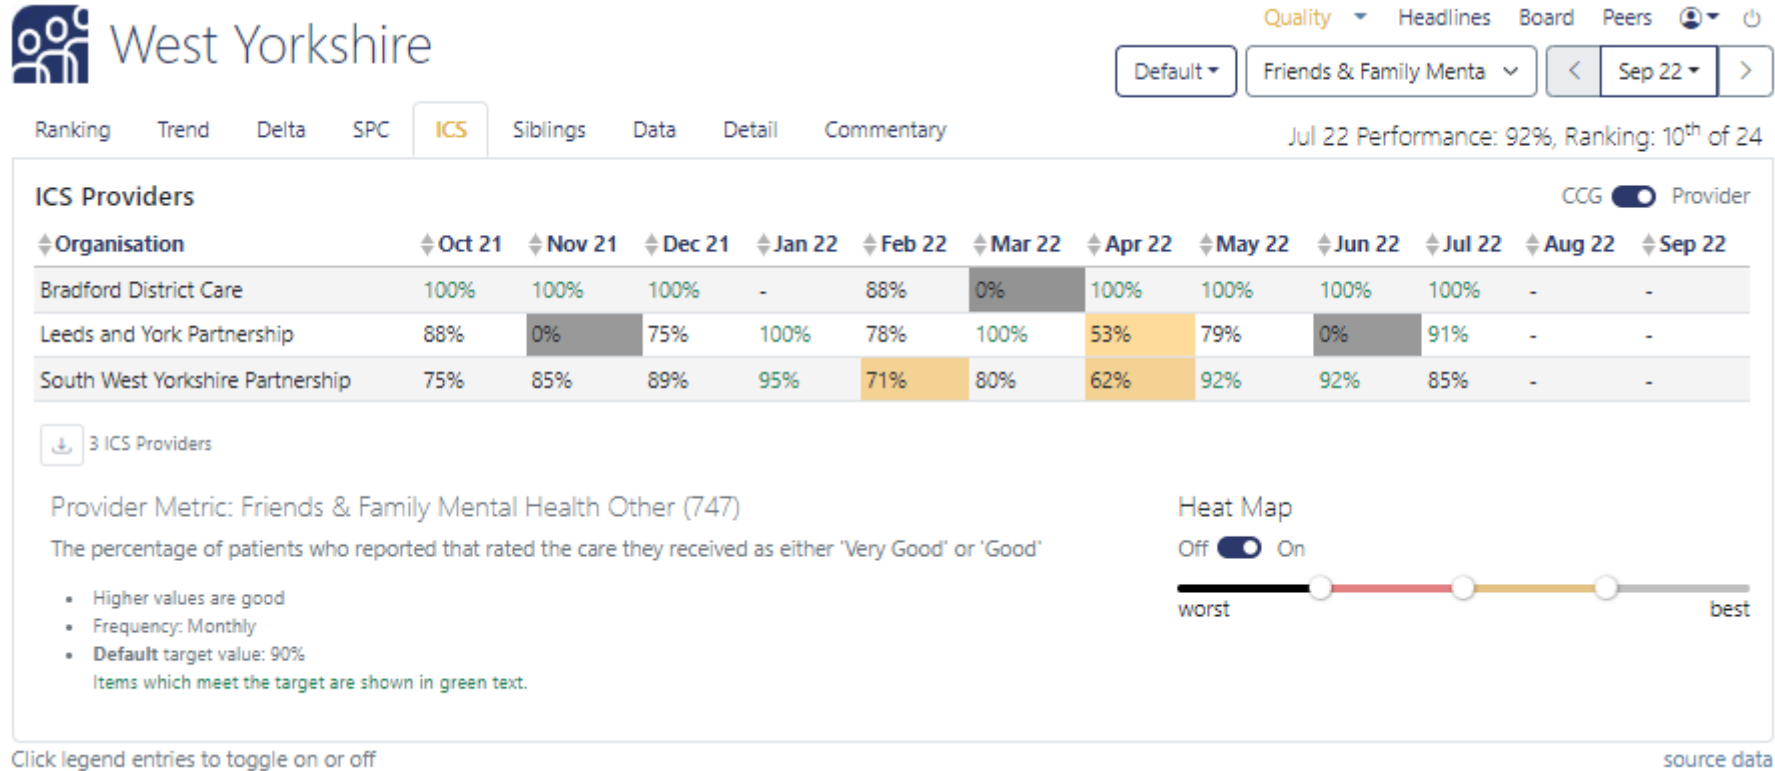 West Yorkshire
Quality Headlines Board Peers
Default Friends & Family Menta Sep 22
Ranking Trend Delta SPC ICS Siblings Data Detail Commentary
Jul 22 Performance: 92%, Ranking: 10th of 24
ICS Providers
CCG Provider
Organisation Oct 21 Nov 21 Dec 21 Jan 22 Feb 22 Mar 22 Apr 22 May 22 Jun 22 Jul 22 Aug 22 Sep 22
Bradford District Care 100% 100% 100% - 88% 0% 100% 100% 100% 100% - -
Leeds and York Partnership 88% 0% 75% 100% 78% 100% 53% 79% 0% 91% - -
South West Yorkshire Partnership 75% 85% 89% 95% 71% 80% 62% 92% 92% 85% - -
3 ICS Providers
Provider Metric: Friends & Family Mental Health Other (747)
The percentage of patients who reported that rated the care they received as either 'Very Good' or 'Good'
• Higher values are good
• Frequency: Monthly
• Default target value: 90%
Items which meet the target are shown in green text.
Heat Map
Off On
worst best
Click legend entries to toggle on or off
source data